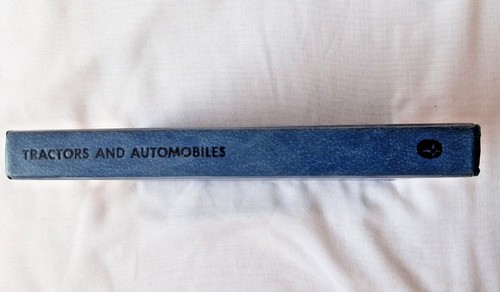 TRACTORS AND AUTOMOBILES